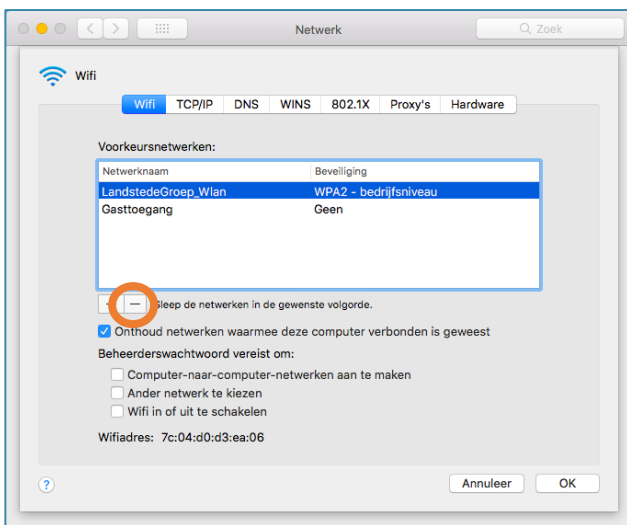 Netwerk
Zoek
Wifi
Wifi TCP/IP DNS WINS 802.1X Proxy's Hardware
Voorkeursnetwerken:
Netwerknaam Beveiliging
LandstedeGroep_Wlan WPA2 - bedrijfsniveau
Gasttoegang Geen
+ − Sleep de netwerken in de gewenste volgorde.
Onthoud netwerken waarmee deze computer verbonden is geweest
Beheerderswachtwoord vereist om:
Computer-naar-computer-netwerken aan te maken
Ander netwerk te kiezen
Wifi in of uit te schakelen
Wifiadres: 7c:04:d0:d3:ea:06
? Annuleer OK